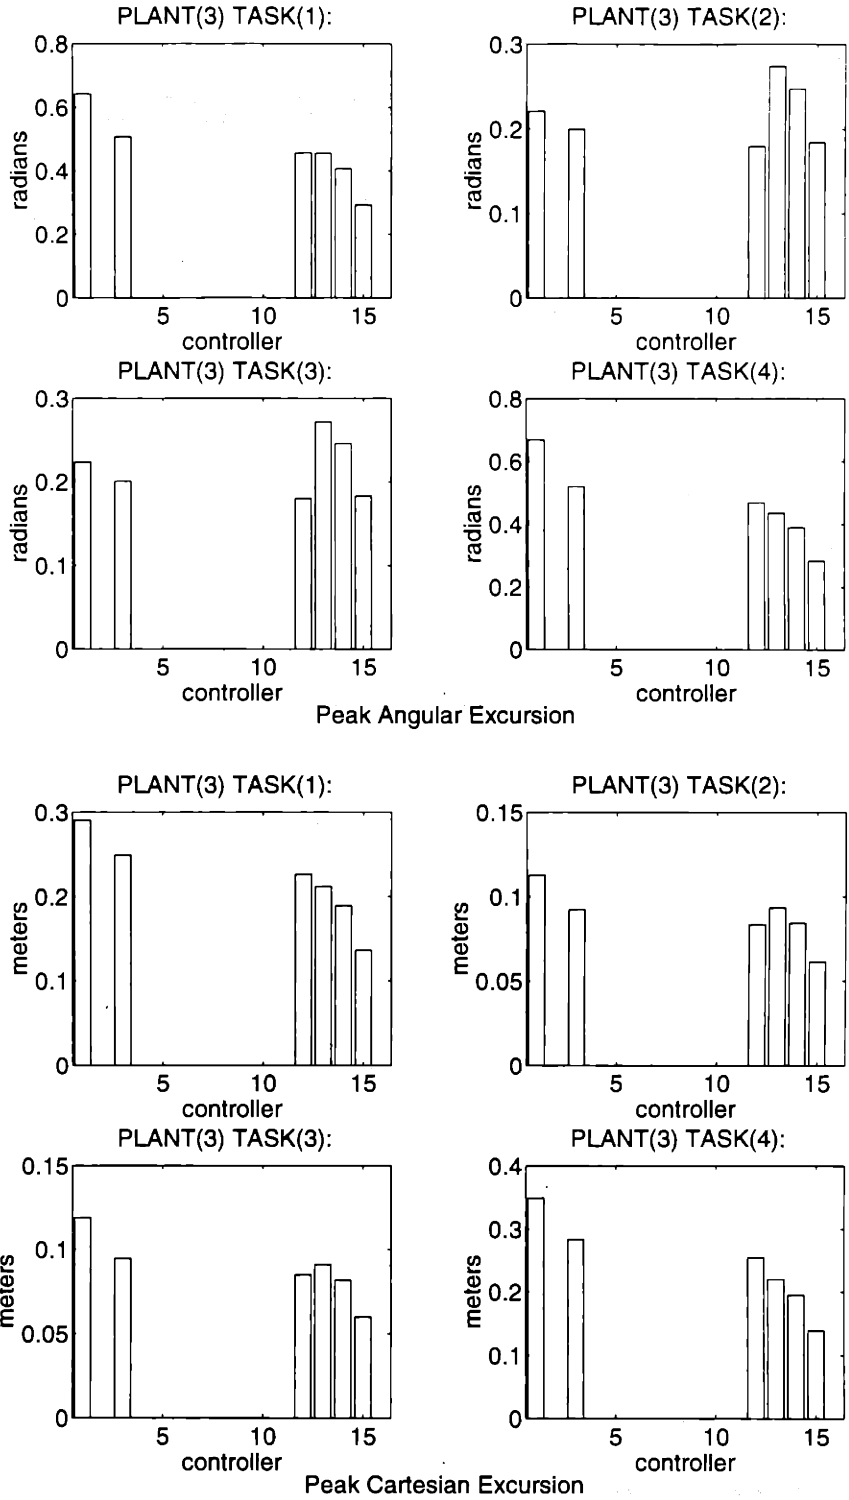 PLANT(3) TASK(1): PLANT(3) TASK(2):
0.8 0.3
0.6
0.2
0.4
radians radians
0.1
0.2
0 0
5 10 15 5 10 15
controller controller
PLANT(3) TASK(3): PLANT(3) TASK(4):
0.3 0.8
0.6
0.2
radians radians
0.4
0.1
0.2
0 0
5 10 15 5 10 15
controller controller
Peak Angular Excursion
PLANT(3) TASK(1): PLANT(3) TASK(2):
0.3 0.15
0.2 0.1
meters meters
0.1 0.05
0 0
5 10 15 5 10 15
controller controller
PLANT(3) TASK(3): PLANT(3) TASK(4):
0.15 0.4
0.3
0.1
meters meters
0.2
0.05
0.1
0 0
5 10 15 5 10 15
controller controller
Peak Cartesian Excursion